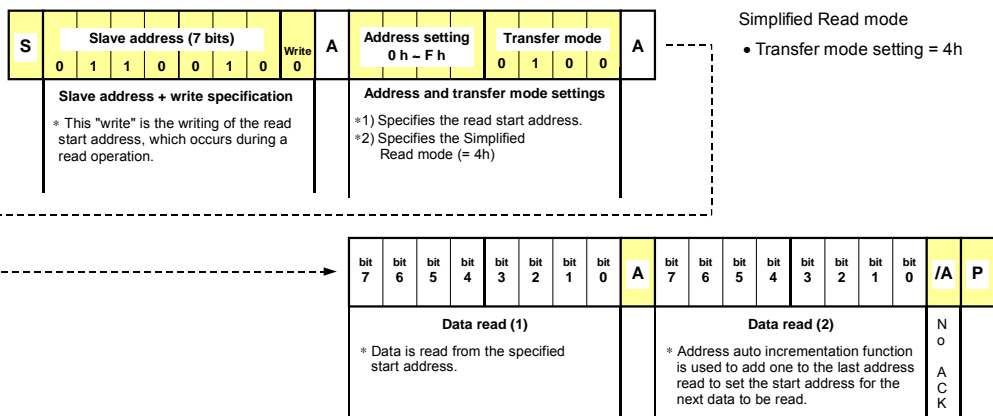 Simplified Read mode
• Transfer mode setting = 4h
S
Slave address (7 bits)
Write
A
Address setting
0 h ~ F h
Transfer mode
A
0 1 1 0 0 1 0 0
0 1 0 0
Slave address + write specification
* This "write" is the writing of the read
start address, which occurs during a
read operation.
Address and transfer mode settings
*1) Specifies the read start address.
*2) Specifies the Simplified
Read mode (= 4h)
bit bit bit bit bit bit bit bit
7 6 5 4 3 2 1 0
A
bit bit bit bit bit bit bit bit
7 6 5 4 3 2 1 0
/A
P
Data read (1)
* Data is read from the specified
start address.
Data read (2)
* Address auto incrementation function
is used to add one to the last address
read to set the start address for the
next data to be read.
No ACK